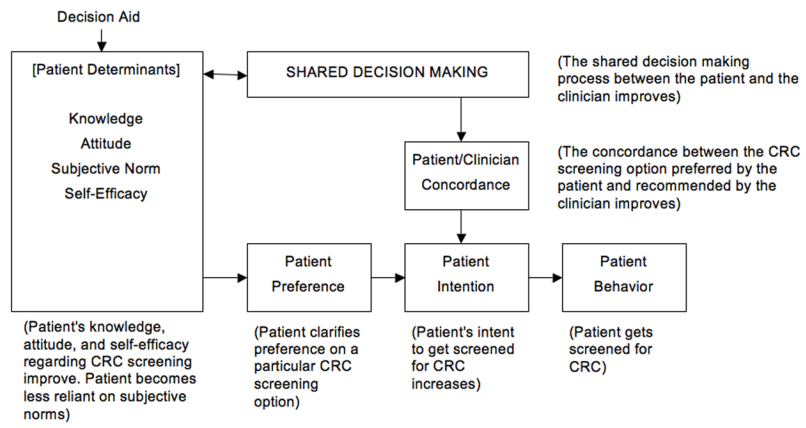 Decision Aid
[Patient Determinants]
Knowledge
Attitude
Subjective Norm
Self-Efficacy
SHARED DECISION MAKING
(The shared decision making
process between the patient and the
clinician improves)
Patient/Clinician
Concordance
(The concordance between the CRC
screening option preferred by the
patient and recommended by the
clinician improves)
Patient
Preference
Patient
Intention
Patient
Behavior
(Patient's knowledge,
attitude, and self-efficacy
regarding CRC screening
improve. Patient becomes
less reliant on subjective
norms)
(Patient clarifies
preference on a
particular CRC
screening
option)
(Patient's intent
to get screened
for CRC
increases)
(Patient gets
screened for
CRC)